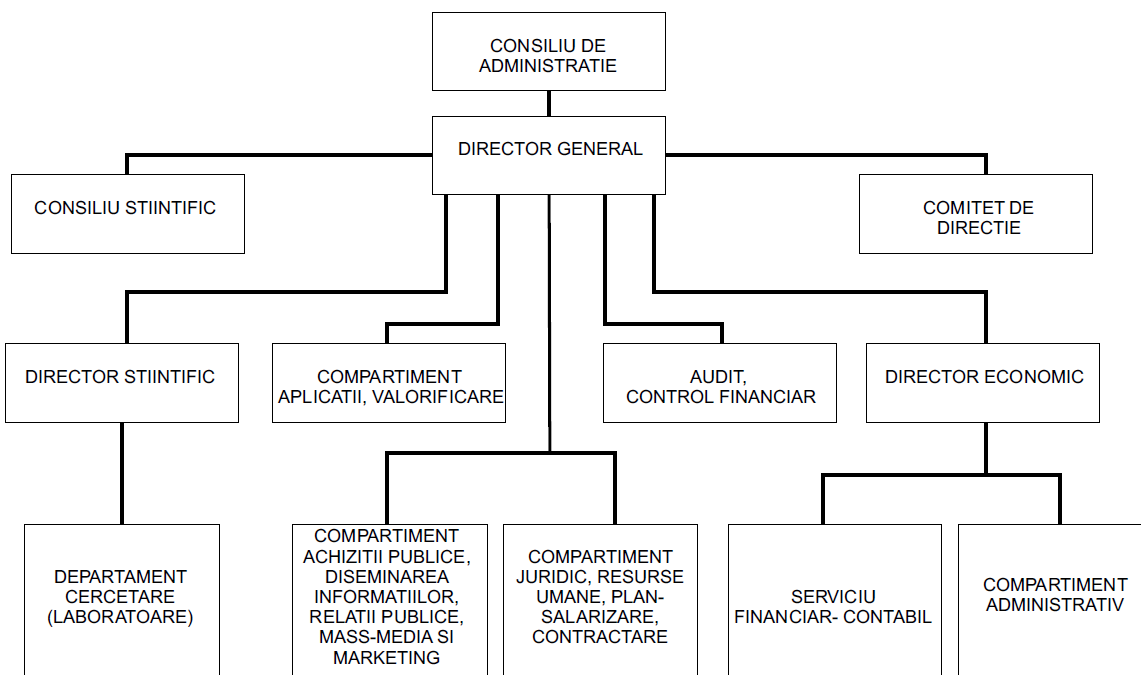 CONSILIU DE
ADMINISTRATIE
DIRECTOR GENERAL
CONSILIU STIINTIFIC
COMITET DE
DIRECTIE
DIRECTOR STIINTIFIC
COMPARTIMENT
APLICATII, VALORIFICARE
AUDIT,
CONTROL FINANCIAR
DIRECTOR ECONOMIC
DEPARTAMENT
CERCETARE
(LABORATOARE)
COMPARTIMENT
ACHIZITII PUBLICE,
DISEMINAREA
INFORMATIILOR,
RELATII PUBLICE,
MASS-MEDIA SI
MARKETING
COMPARTIMENT
JURIDIC, RESURSE
UMANE, PLAN-
SALARIZARE,
CONTRACTARE
SERVICIU
FINANCIAR- CONTABIL
COMPARTIMENT
ADMINISTRATIV